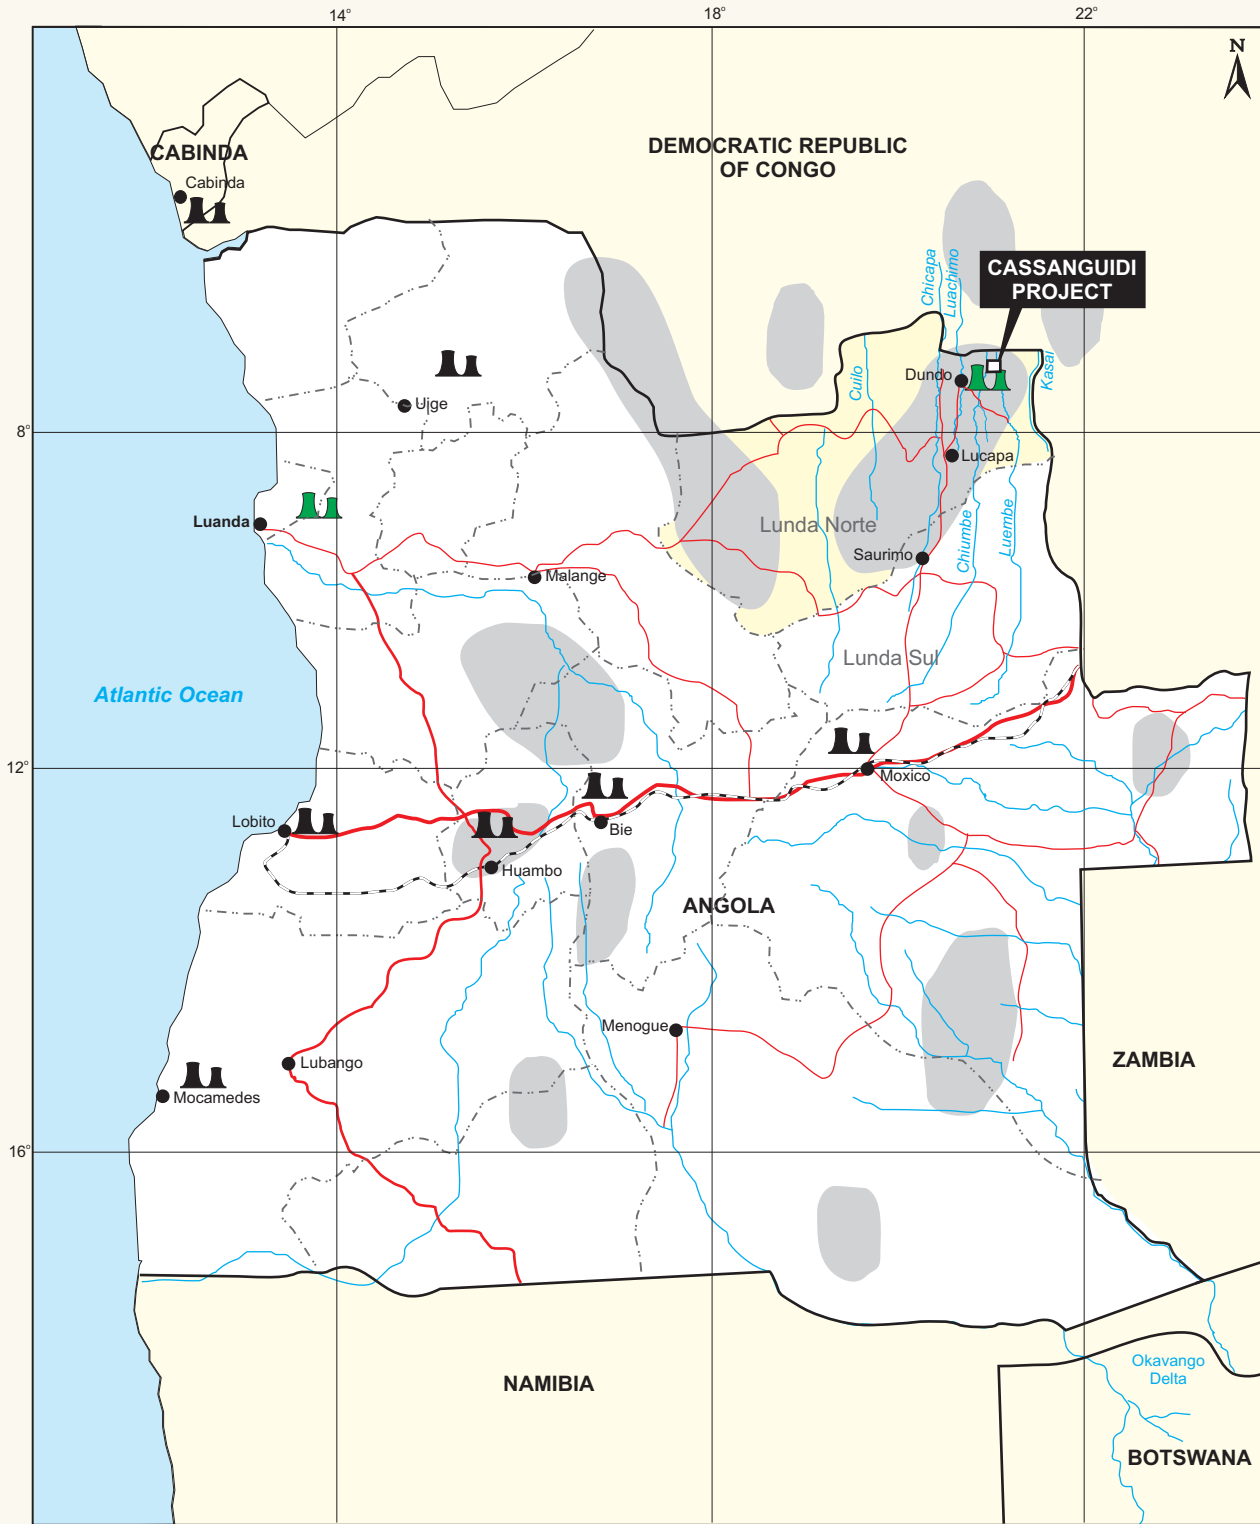 14°
18°
22°
N
CABINDA
Cabinda
DEMOCRATIC REPUBLIC
OF CONGO
Chicapa
Luachimo
CASSANGUIDI
PROJECT
Cuilo
Dundo
Kasai
Uige
8°
Lucapa
Luanda
Lunda Norte
Chiumbe
Luembe
Saurimo
Malange
Lunda Sul
Atlantic Ocean
12°
Moxico
Lobito
Bie
Huambo
ANGOLA
Menogue
Lubango
ZAMBIA
Mocamedes
16°
Okavango
Delta
NAMIBIA
BOTSWANA